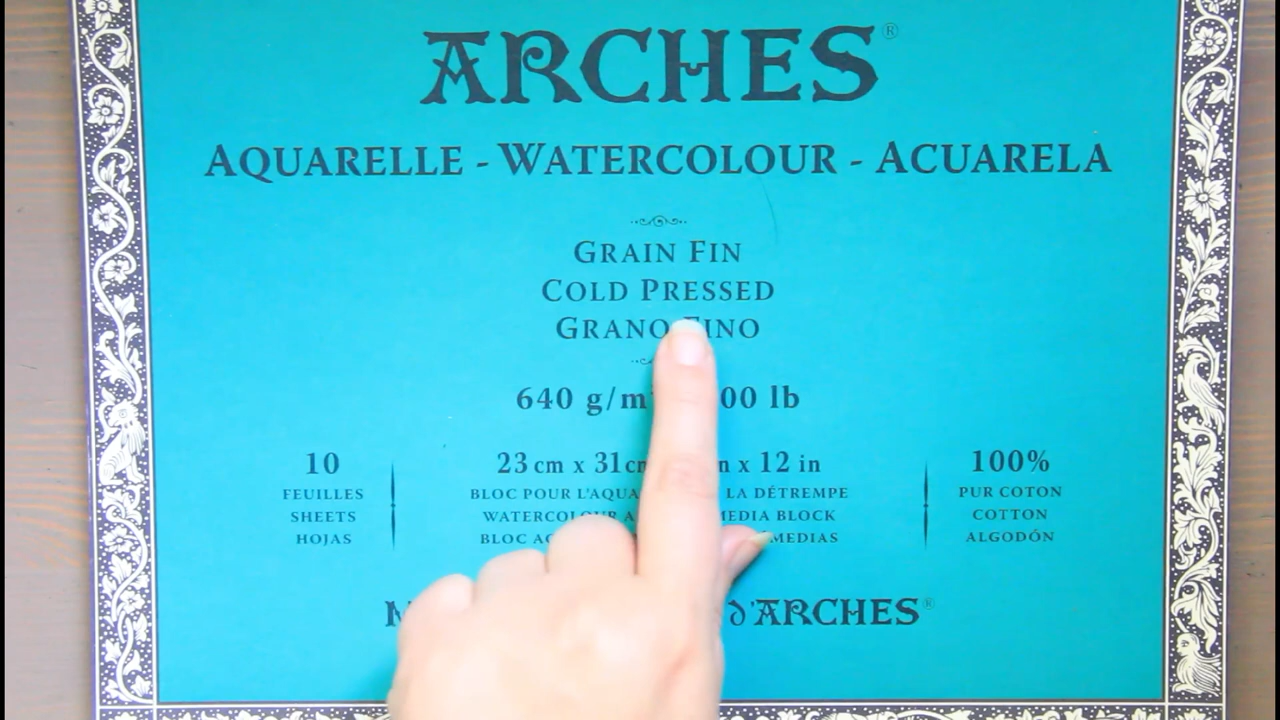 ARCHES®
AQUARELLE - WATERCOLOUR - ACUARELA
GRAIN FIN
COLD PRESSED
GRANO FINO
640 g/m 00 lb
10
FEUILLES
SHEETS
HOJAS
23 cm x 31 cm x 12 in
BLOC POUR L'AQUA LA DÉTREMPE
WATERCOLOUR MEDIA BLOCK
BLOC MEDIAS
100%
PUR COTON
COTTON
ALGODÓN
d'ARCHES®